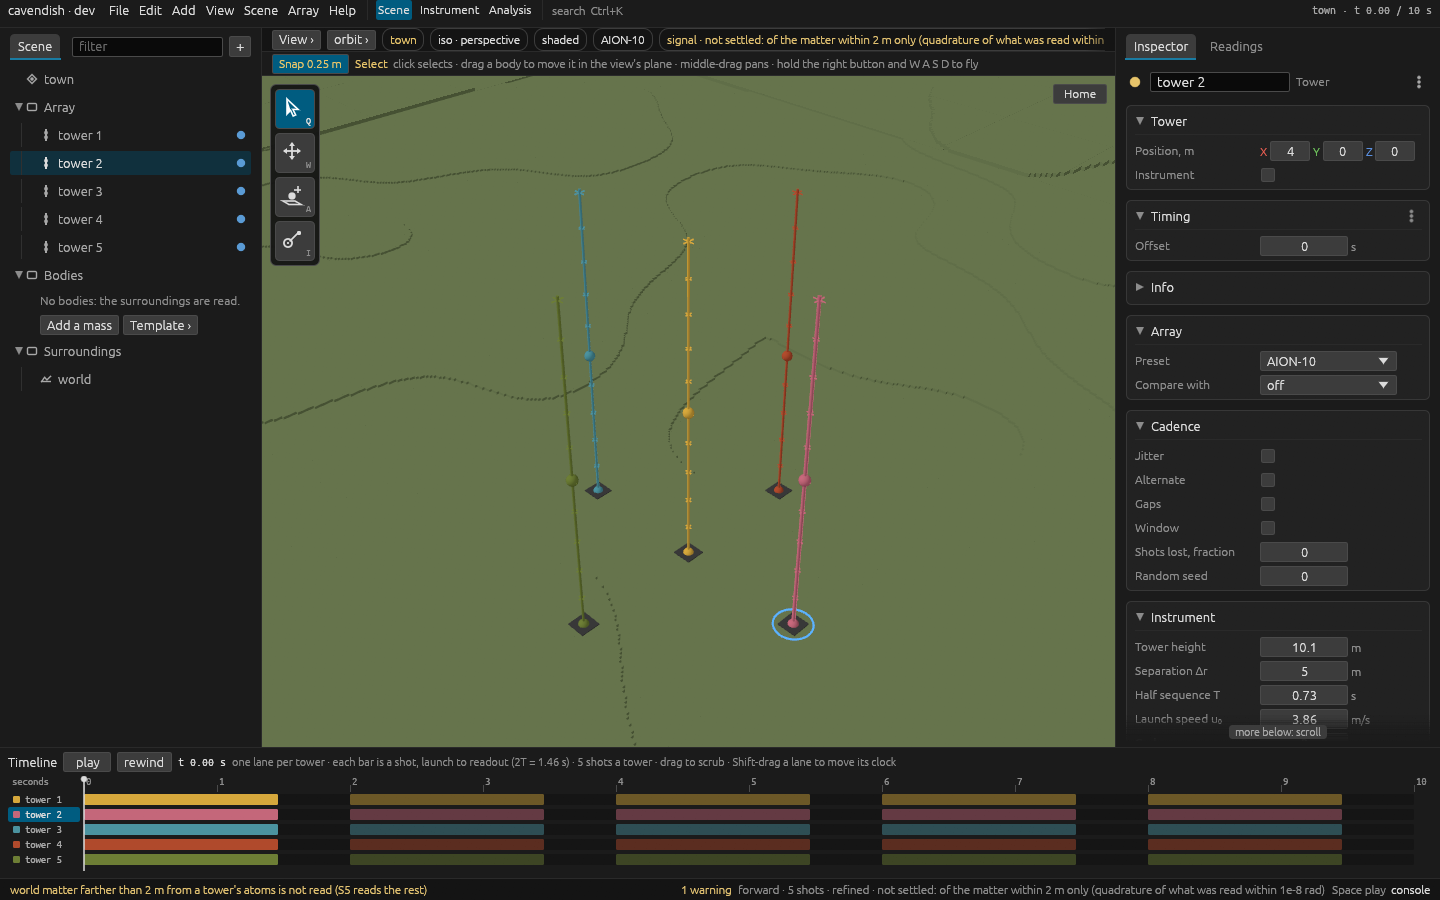 cavendish · dev File Edit Add View Scene Array Help Scene Instrument Analysis search Ctrl+K town · t 0.00 / 10 s
Scene filter +
town
Array
tower 1
tower 2
tower 3
tower 4
tower 5
Bodies
No bodies: the surroundings are read.
Add a mass Template ›
Surroundings
world
View › orbit › town iso · perspective shaded AION-10 signal · not settled: of the matter within 2 m only (quadrature of what was read within
Snap 0.25 m Select click selects · drag a body to move it in the view's plane · middle-drag pans · hold the right button and W A S D to fly
Q
W
A
I
Home
Inspector Readings
tower 2 Tower
Tower
Position, m X 4 Y 0 Z 0
Instrument
Timing
Offset 0 s
Info
Array
Preset AION-10
Compare with off
Cadence
Jitter
Alternate
Gaps
Window
Shots lost, fraction 0
Random seed 0
Instrument
Tower height 10.1 m
Separation Δr 5 m
Half sequence T 0.73 s
Launch speed u₀ 3.86 m/s
more below: scroll
Timeline play rewind t 0.00 s one lane per tower · each bar is a shot, launch to readout (2T = 1.46 s) · 5 shots a tower · drag to scrub · Shift-drag a lane to move its clock
seconds 0 1 2 3 4 5 6 7 8 9 10
tower 1
tower 2
tower 3
tower 4
tower 5
world matter farther than 2 m from a tower's atoms is not read (S5 reads the rest) 1 warning forward · 5 shots · refined · not settled: of the matter within 2 m only (quadrature of what was read within 1e-8 rad) Space play console